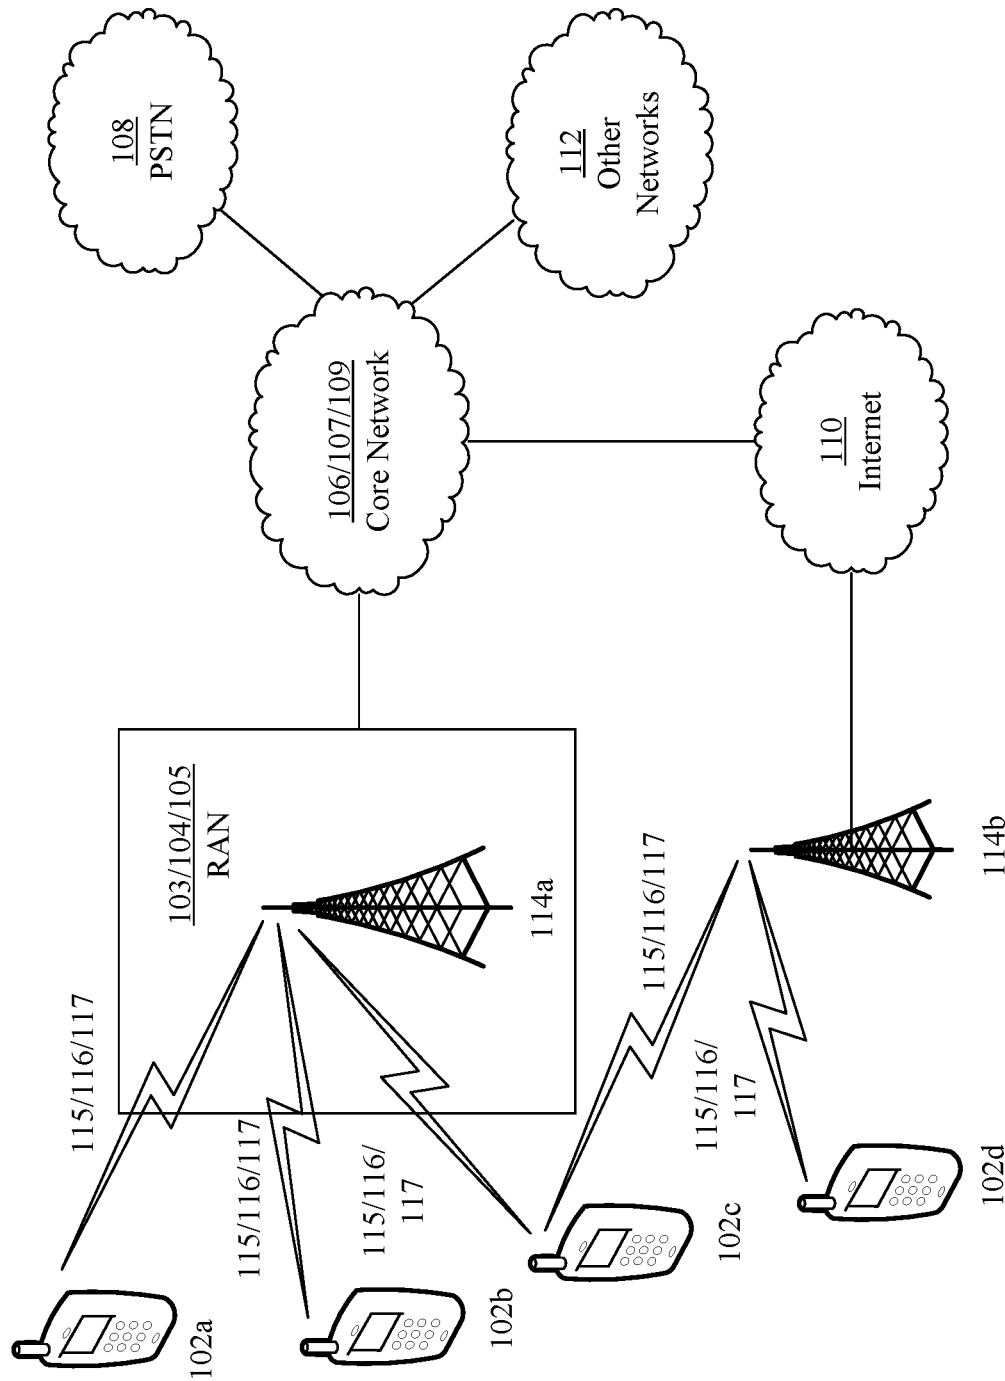 108
PSTN
112
Other
Networks
106/107/109
Core Network
110
Internet
103/104/105
RAN
114a
114b
115/116/117
115/116/117
115/116/
117
115/116/117
115/116/
117
102a
102b
102c
102d